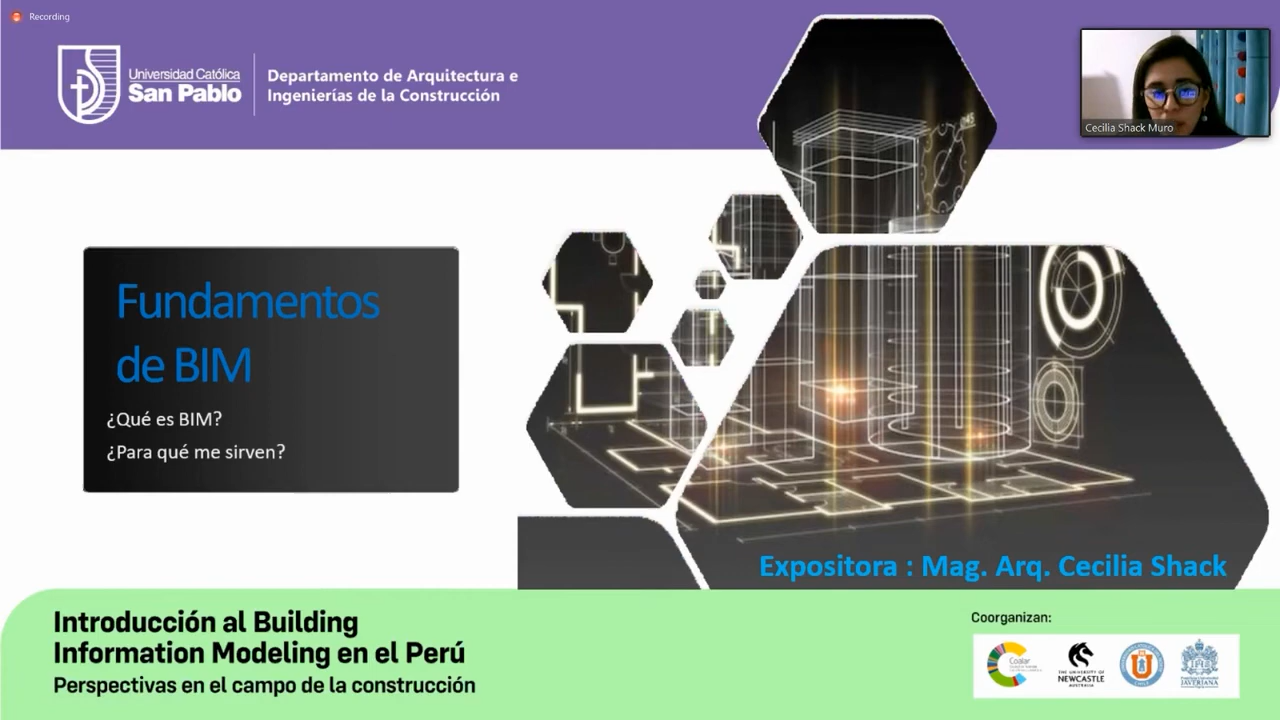 Recording
Universidad Católica
San Pablo
Departamento de Arquitectura e
Ingenierías de la Construcción
Cecilia Shack Muro
045
Fundamentos
de BIM
¿Qué es BIM?
¿Para qué me sirven?
Expositora : Mag. Arq. Cecilia Shack
Introducción al Building
Information Modeling en el Perú
Perspectivas en el campo de la construcción
Coorganizan:
Coalar
THE UNIVERSITY OF
NEWCASTLE
AUSTRALIA
JAVERIANA